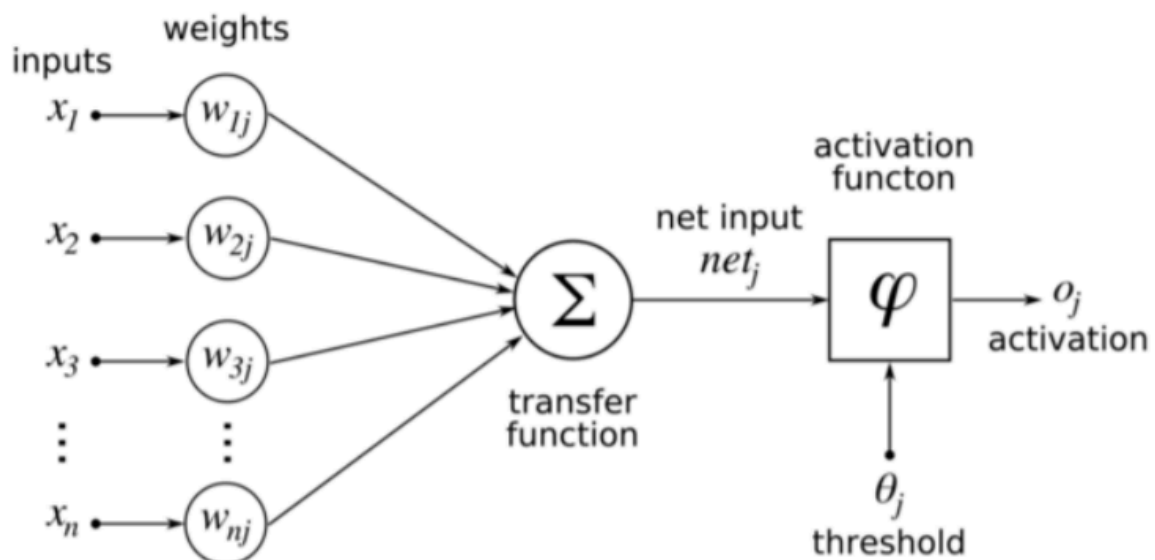 weights
inputs
x1
w1j
x2
w2j
x3
w3j
⋮ ⋮
xn
wnj
Σ
transfer
function
net input
netj
activation
functon
φ
oj
activation
θj
threshold